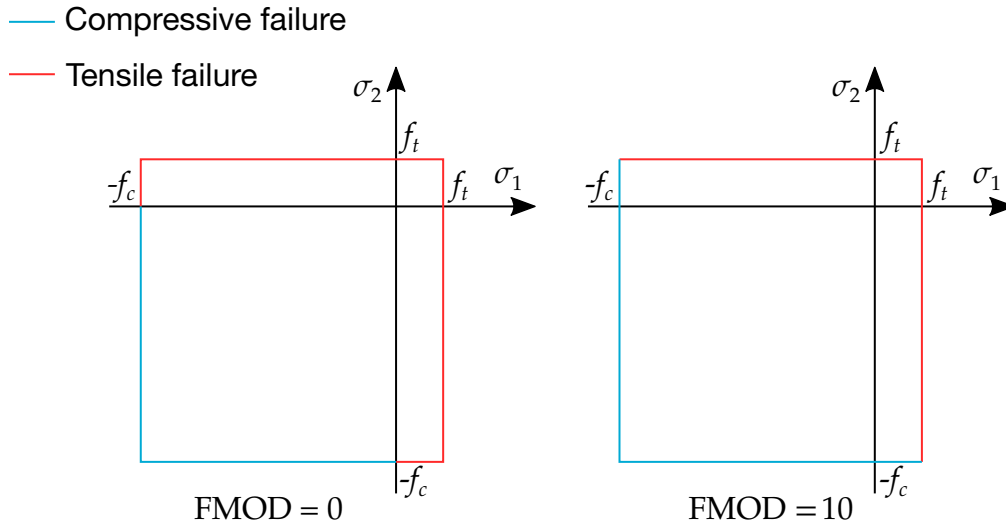 Compressive failure
Tensile failure
σ2
ft
-fc
ft
σ1
-fc
FMOD = 0
σ2
ft
-fc
ft
σ1
-fc
FMOD = 10